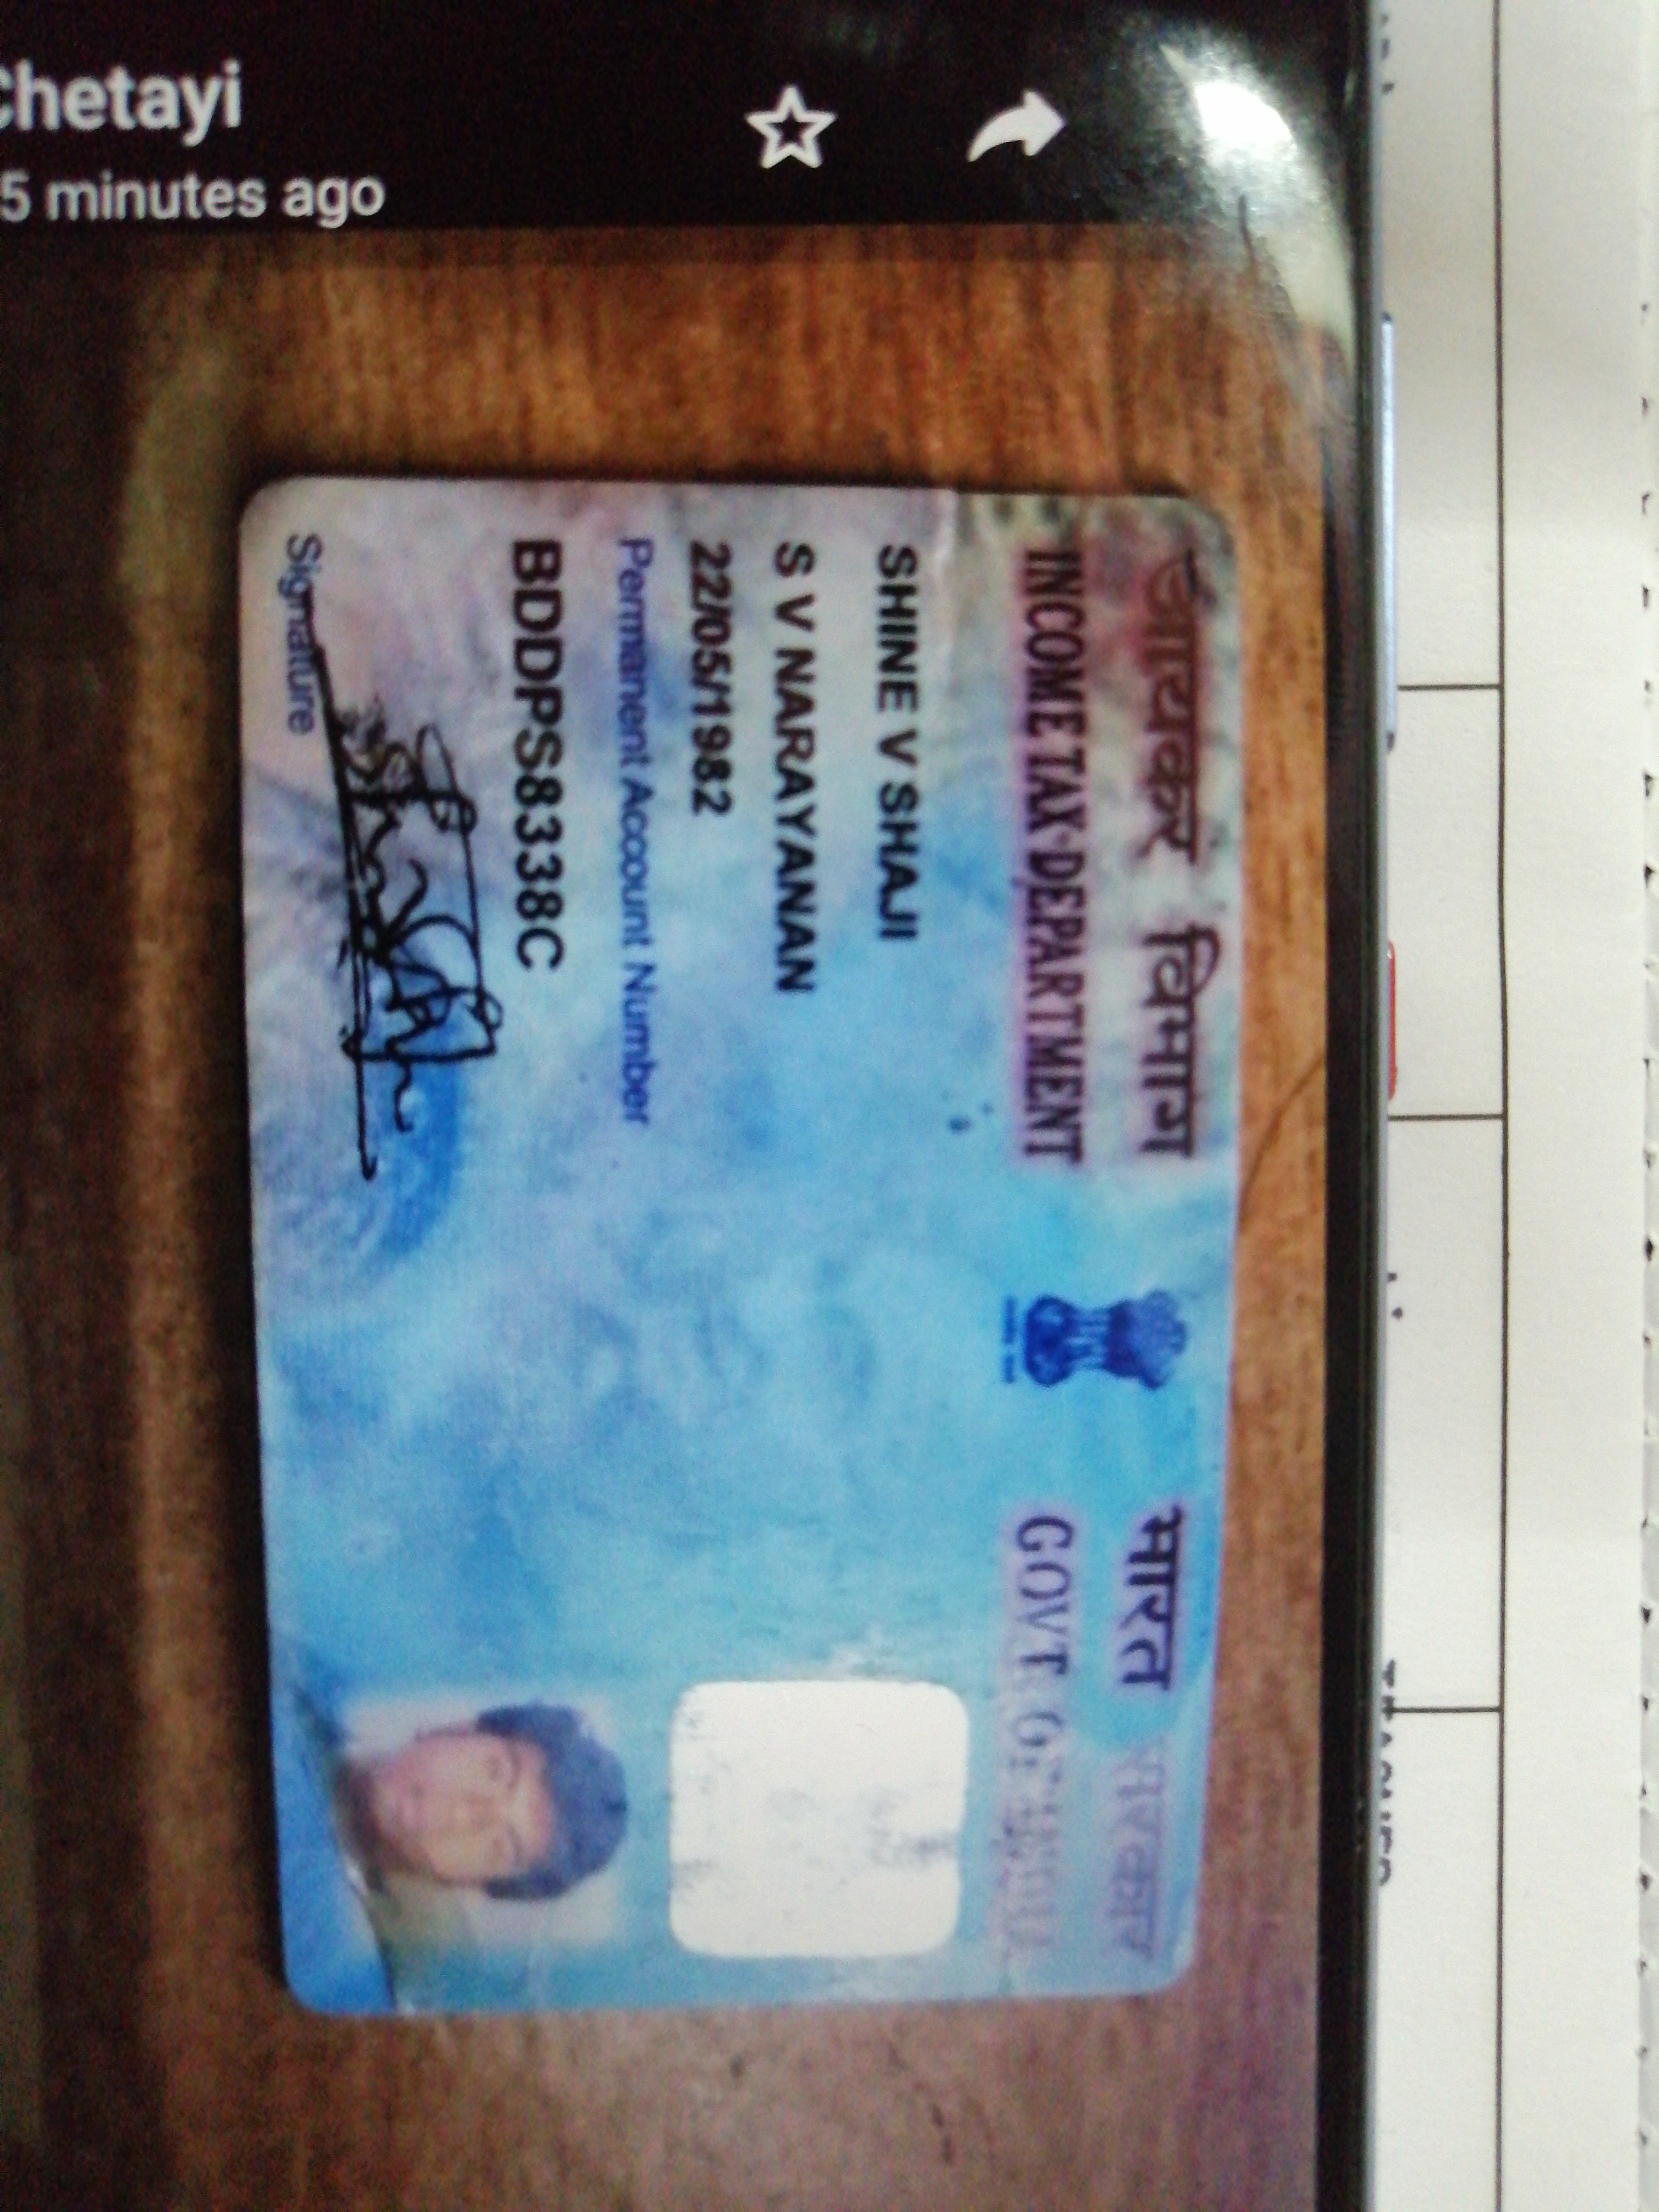 Chetayi
5 minutes ago
आयकर विभाग
INCOME TAX DEPARTMENT
भारत सरकार
GOVT. OF INDIA
SHINE V SHAJI
S V NARAYANAN
22/05/1982
Permanent Account Number
BDDPS8338C
Signature